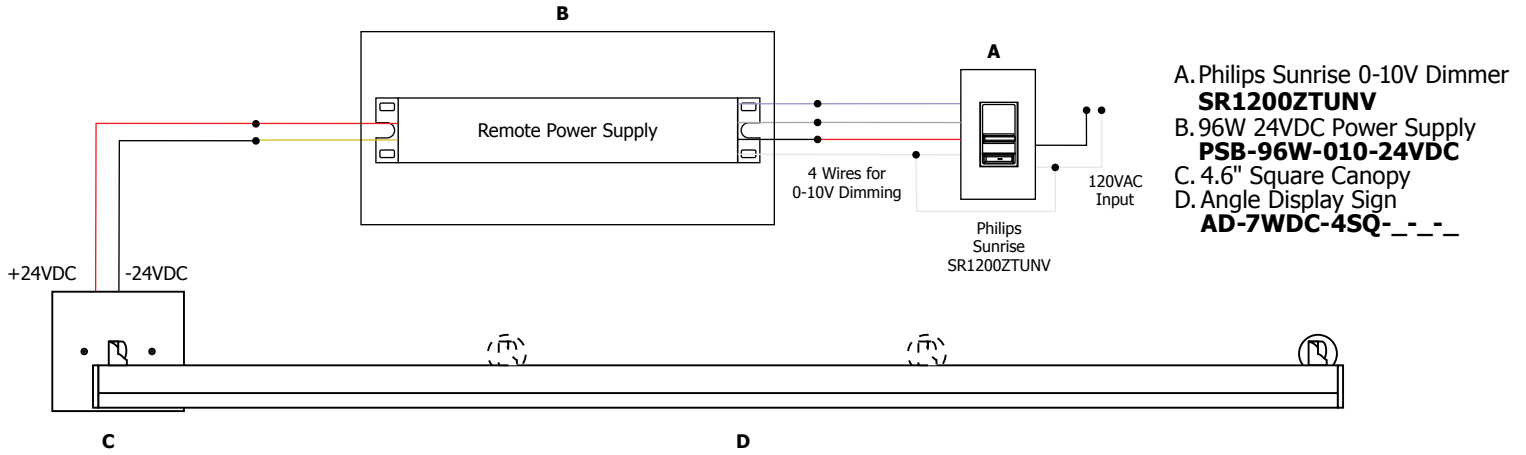 B
A
Remote Power Supply
4 Wires for
0-10V Dimming
120VAC
Input
Philips
Sunrise
SR1200ZTUNV
A. Philips Sunrise 0-10V Dimmer
SR1200ZTUNV
B. 96W 24VDC Power Supply
PSB-96W-010-24VDC
C. 4.6" Square Canopy
D. Angle Display Sign
AD-7WDC-4SQ-_-_-_
+24VDC
-24VDC
C
D